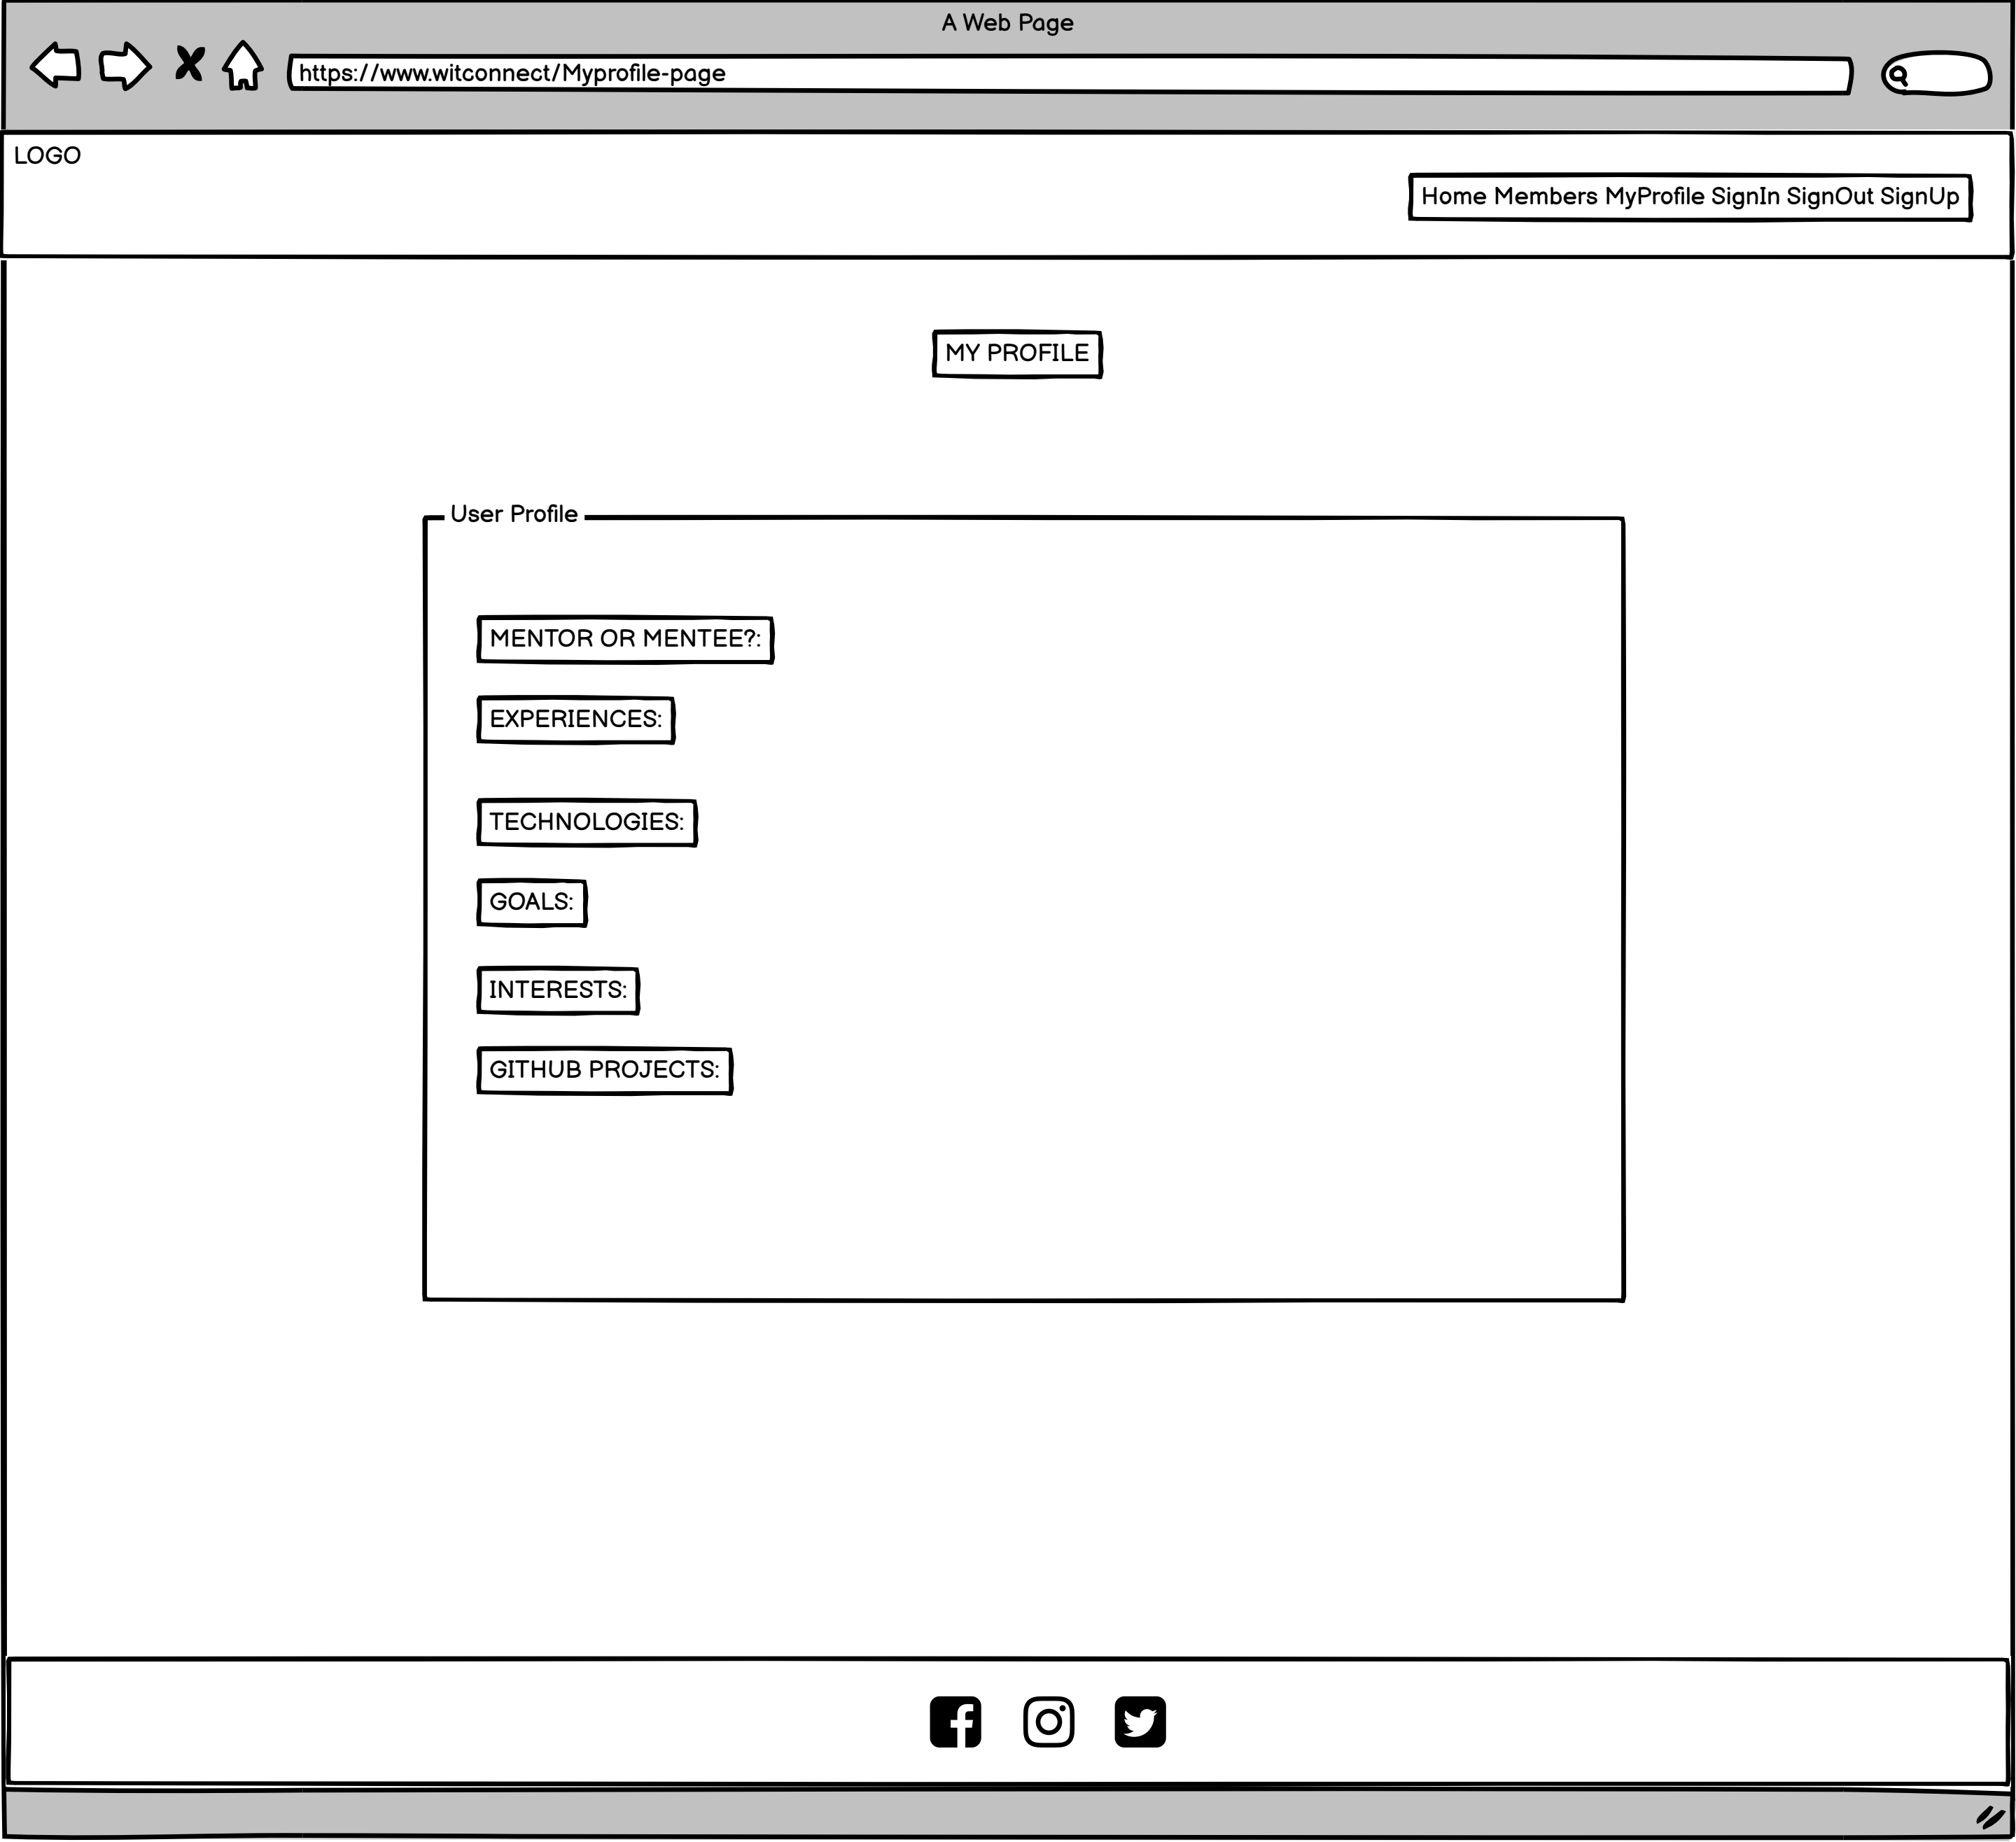 A Web Page
https://www.witconnect/Myprofile-page
LOGO
Home Members MyProfile SignIn SignOut SignUp
MY PROFILE
User Profile
MENTOR OR MENTEE?:
EXPERIENCES:
TECHNOLOGIES:
GOALS:
INTERESTS:
GITHUB PROJECTS: